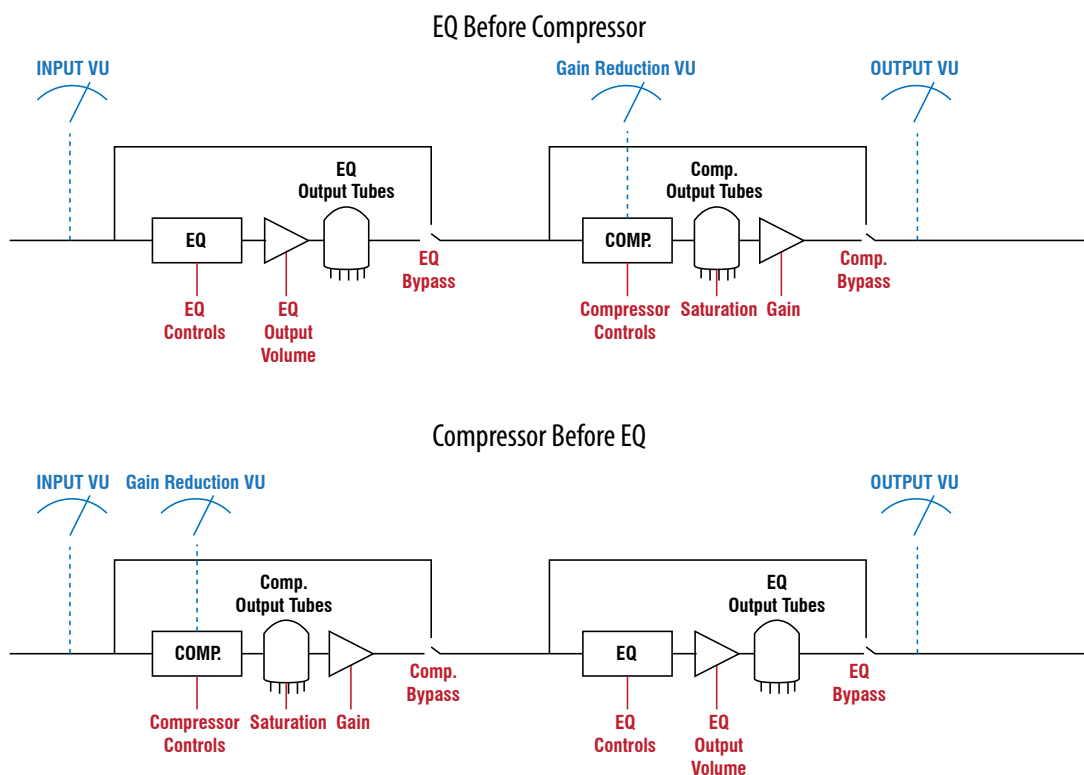 EQ Before Compressor
INPUT VU
Gain Reduction VU
OUTPUT VU
EQ
Output Tubes
Comp.
Output Tubes
EQ
COMP.
EQ
Bypass
Comp.
Bypass
EQ
Controls
EQ
Output
Volume
Compressor
Controls
Saturation
Gain
Compressor Before EQ
INPUT VU
Gain Reduction VU
OUTPUT VU
Comp.
Output Tubes
EQ
Output Tubes
COMP.
EQ
Comp.
Bypass
EQ
Bypass
Compressor
Controls
Saturation
Gain
EQ
Controls
EQ
Output
Volume